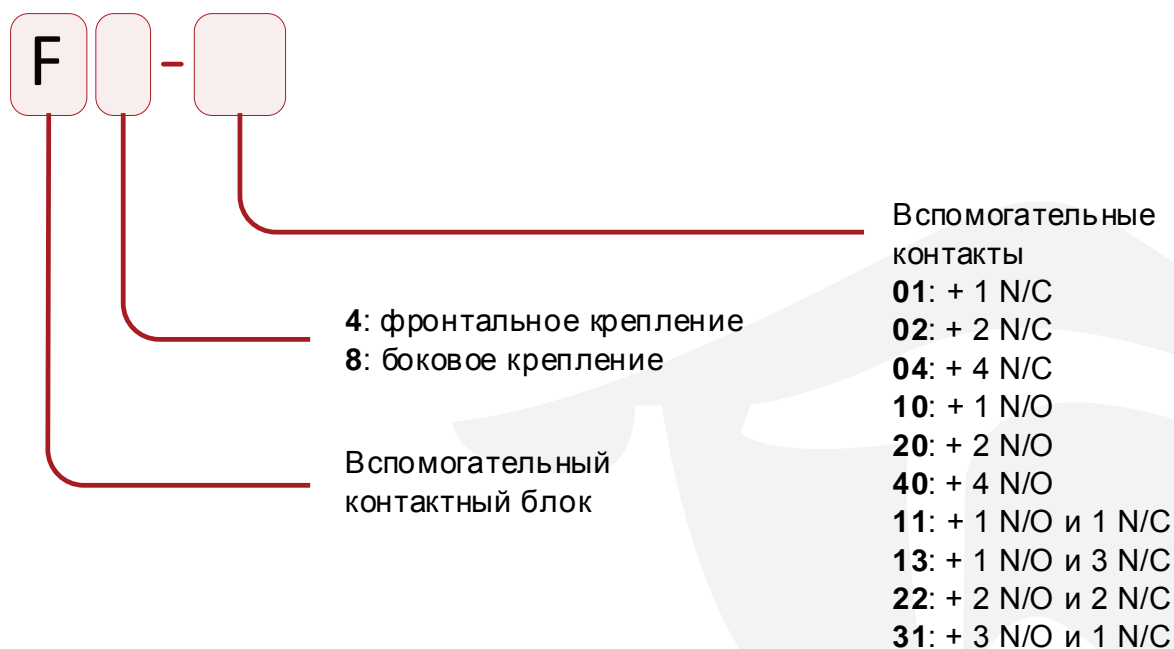 F -
Вспомогательные
контакты
01: + 1 N/C
02: + 2 N/C
04: + 4 N/C
10: + 1 N/O
20: + 2 N/O
40: + 4 N/O
11: + 1 N/O и 1 N/C
13: + 1 N/O и 3 N/C
22: + 2 N/O и 2 N/C
31: + 3 N/O и 1 N/C
4: фронтальное крепление
8: боковое крепление
Вспомогательный
контактный блок